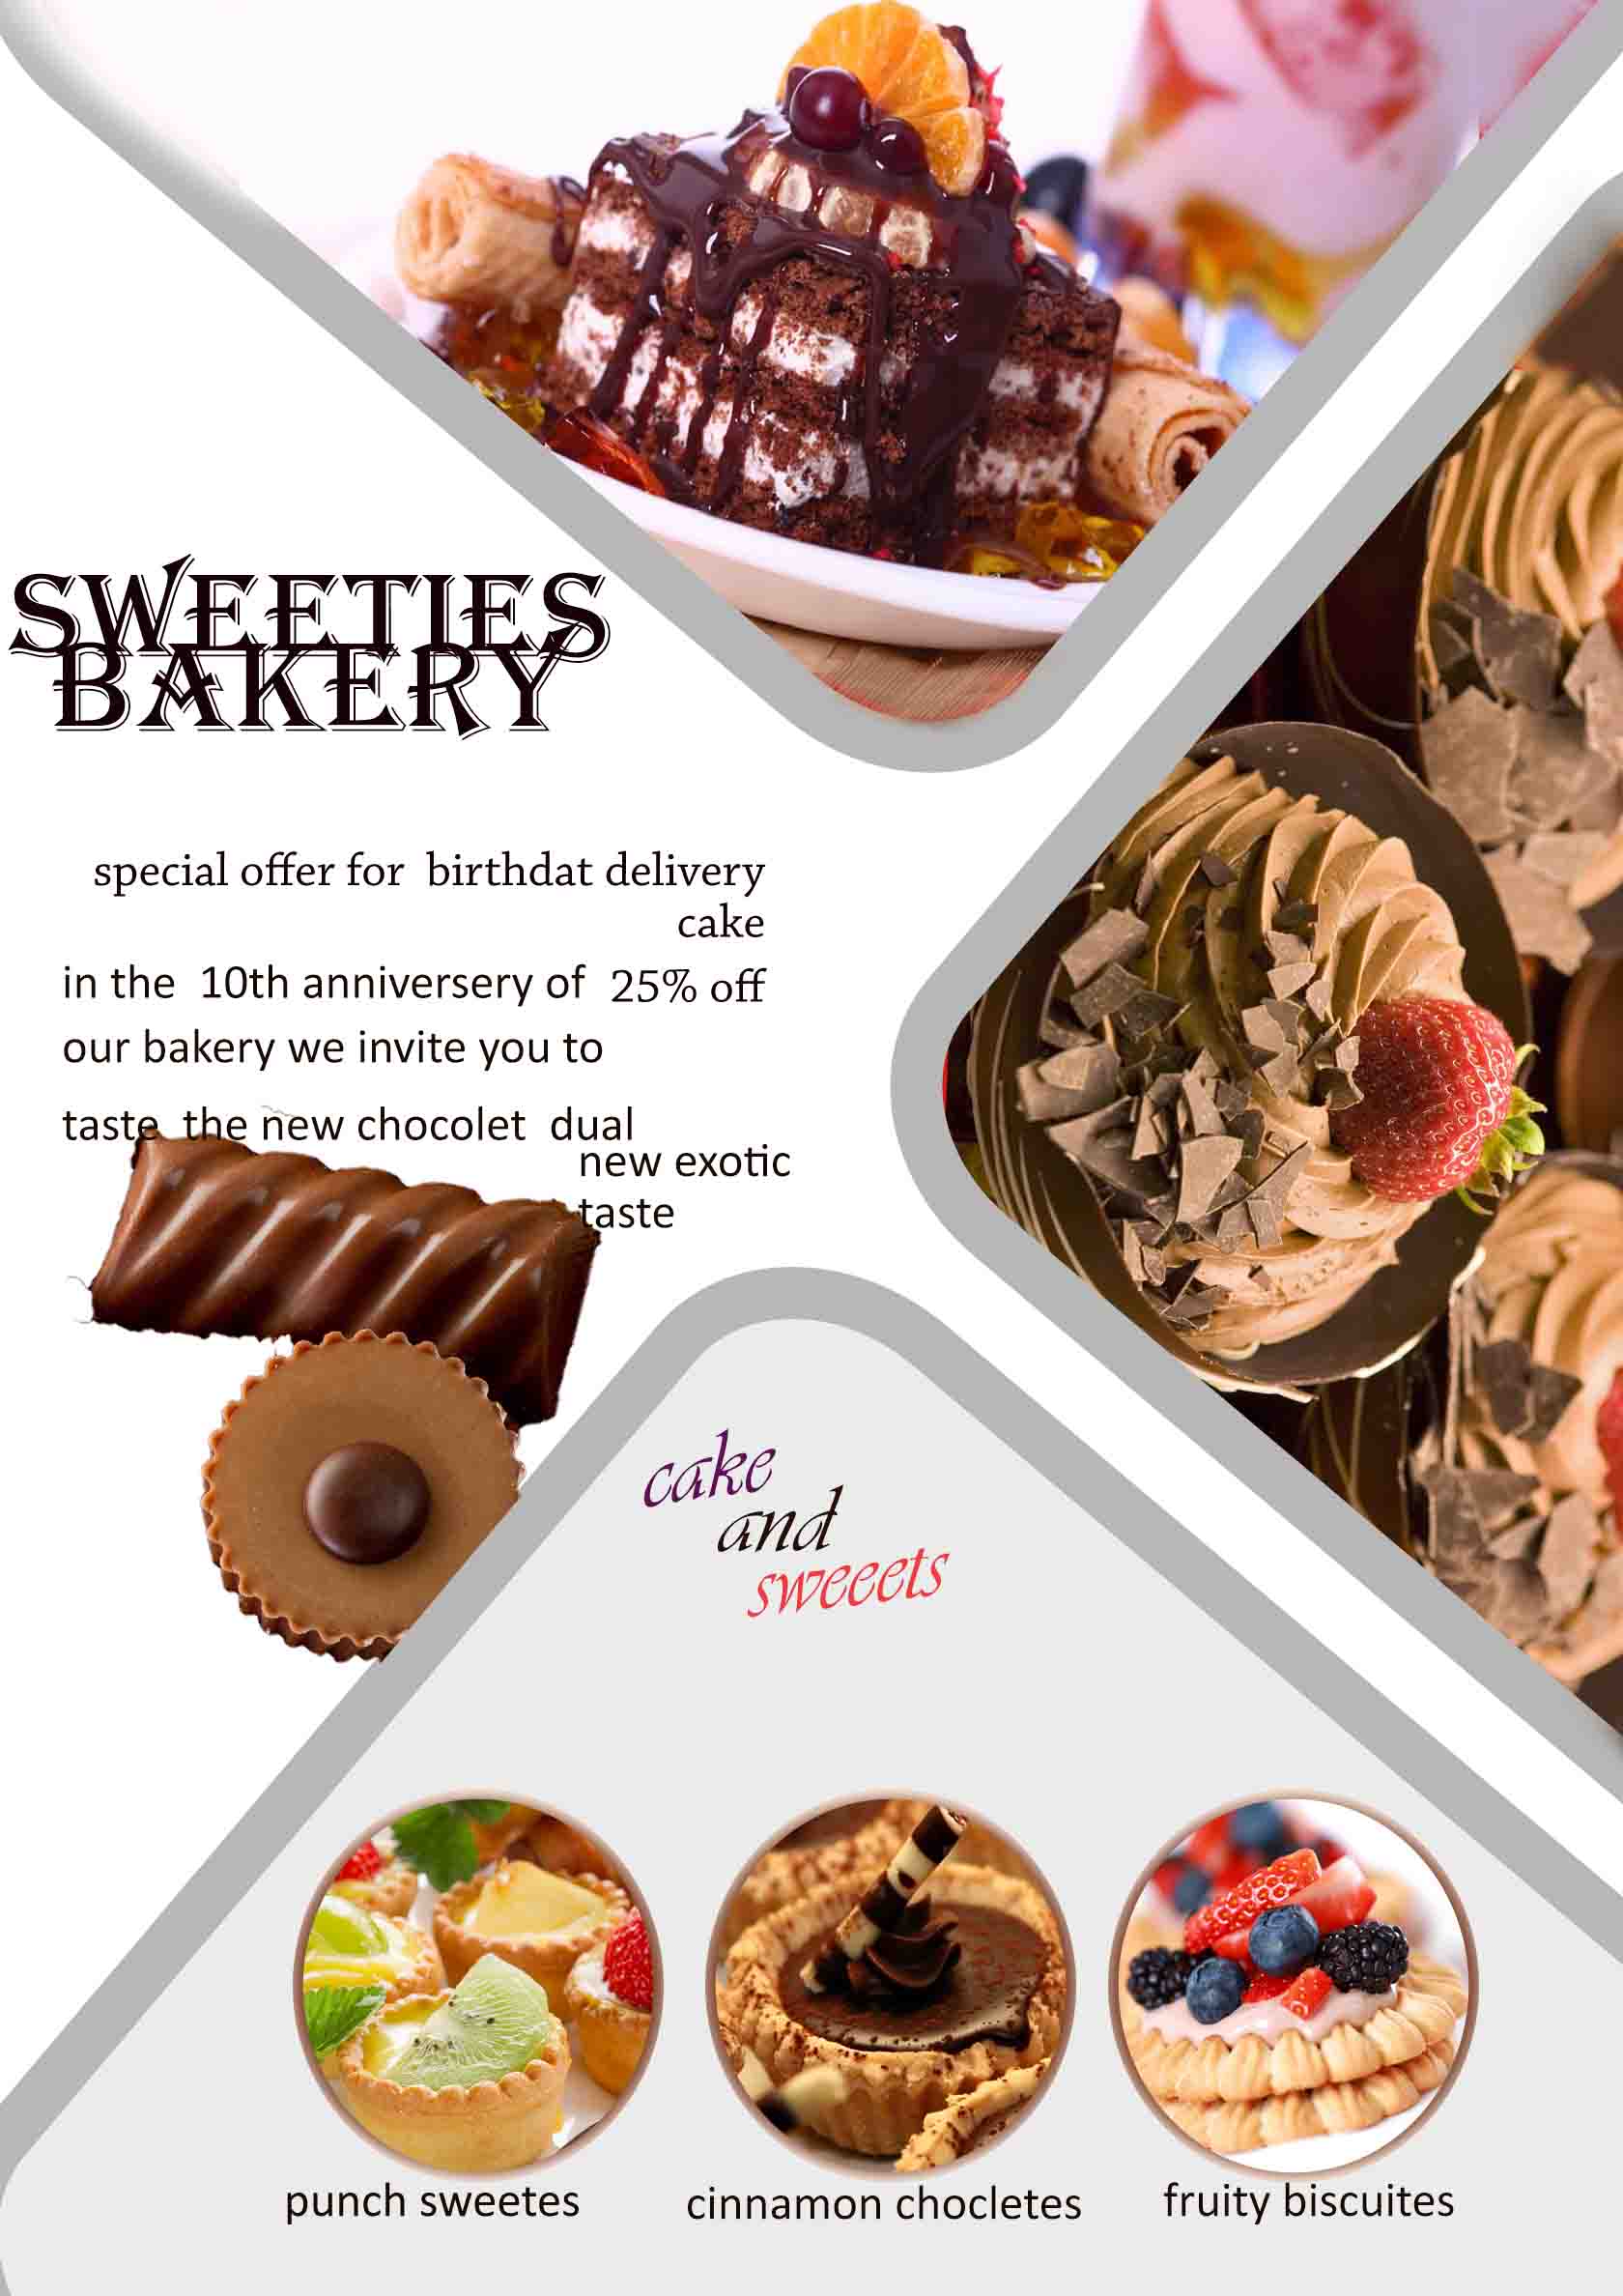 SWEETIES
BAKERY
special offer for birthdat delivery
cake
25% off
in the 10th anniversery of
our bakery we invite you to
taste the new chocolet dual
new exotic
taste
cake
and
sweeets
punch sweetes
cinnamon chocletes
fruity biscuites